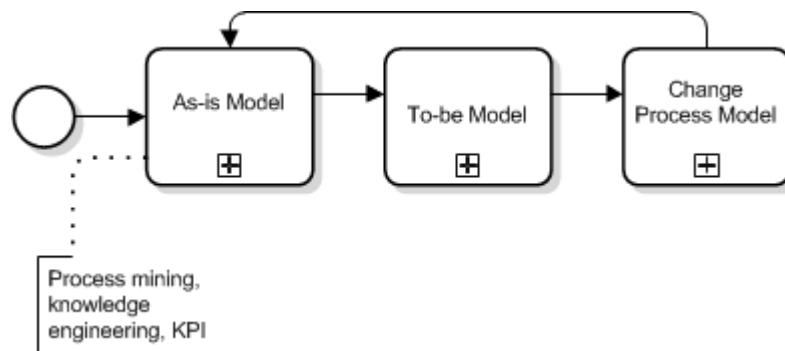 As-is Model
To-be Model
Change
Process Model
Process mining,
knowledge
engineering, KPI